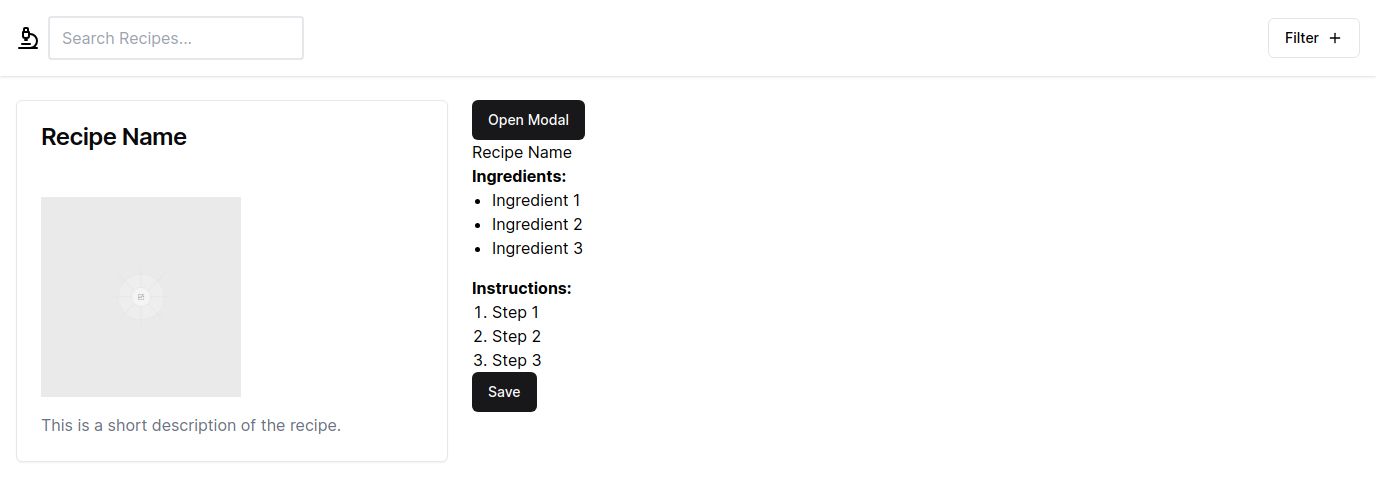 Search Recipes...
Filter
Recipe Name
This is a short description of the recipe.
Open Modal
Recipe Name
Ingredients:
Ingredient 1
Ingredient 2
Ingredient 3
Instructions:
1. Step 1
2. Step 2
3. Step 3
Save